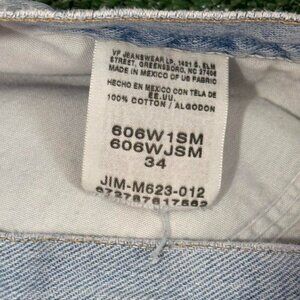 VF JEANSWEAR LP, 1421 S. ELM
STREET, GREENSBORO, NC 27406
MADE IN MEXICO OF US FABRIC
HECHO EN MEXICO CON TELA DE
EE.UU.
100% COTTON / ALGODON
606W1SM
606WJSM
34
JIM-M623-012